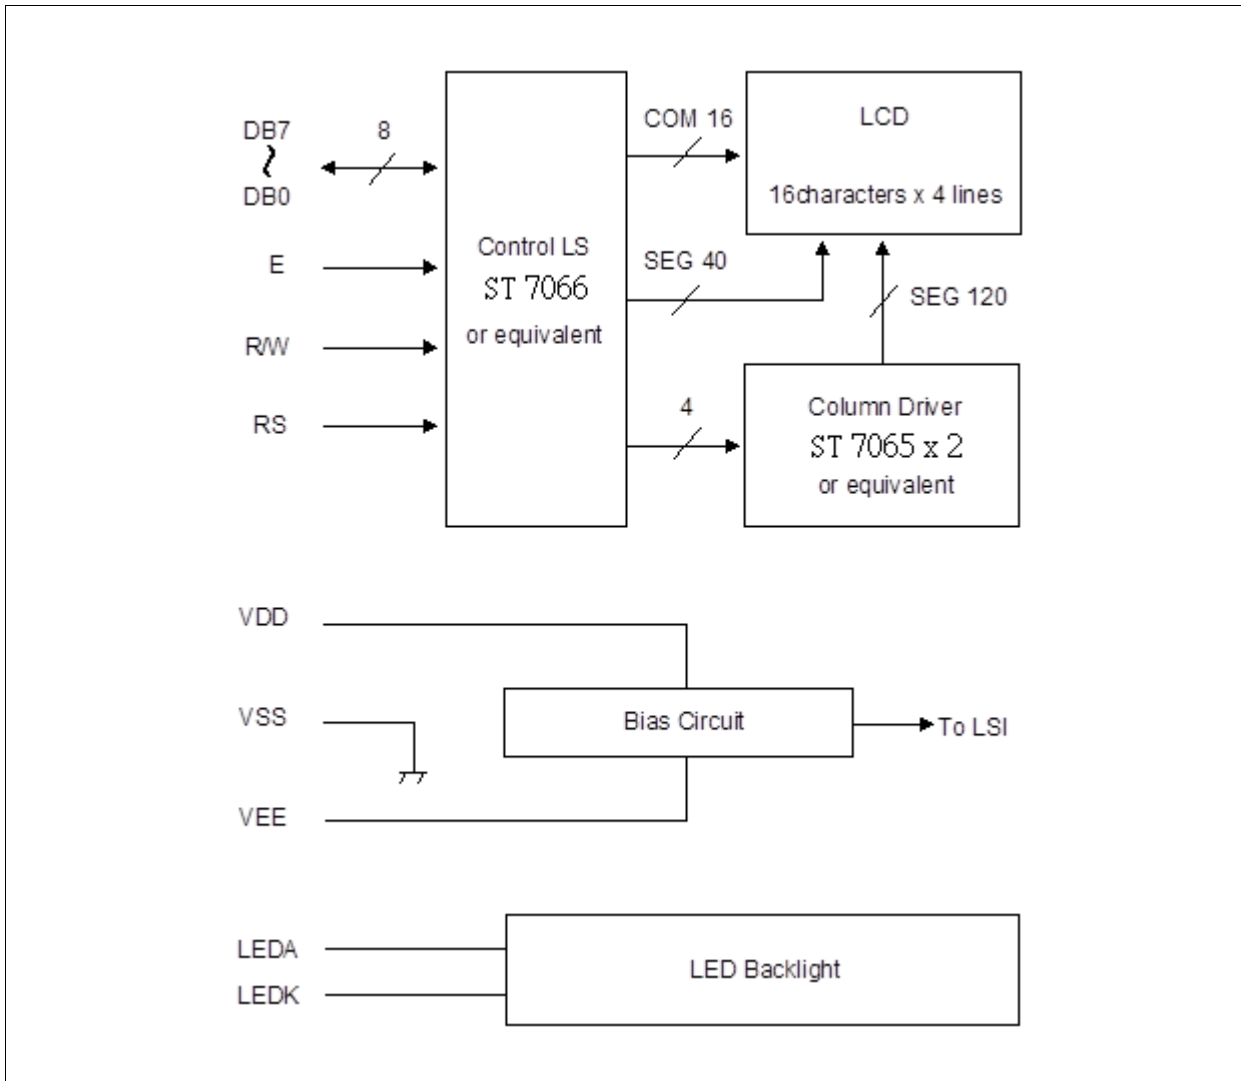 DB7
DB0
8
E
R/W
RS
Control LS
ST 7066
or equivalent
COM 16
SEG 40
4
LCD
16characters x 4 lines
SEG 120
Column Driver
ST 7065 x 2
or equivalent
VDD
VSS
VEE
Bias Circuit
To LSI
LEDA
LEDK
LED Backlight